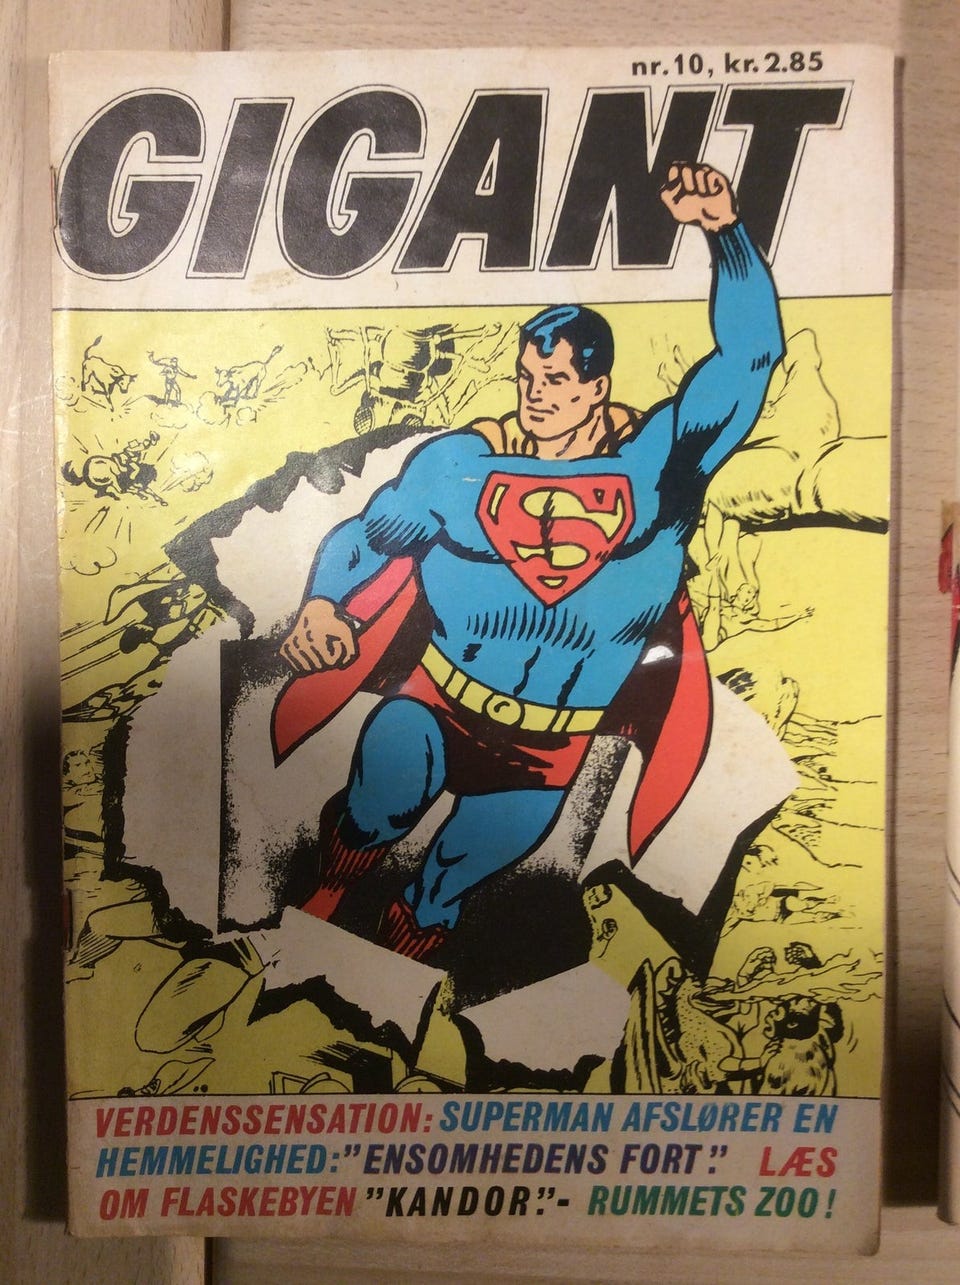 nr.10, kr.2.85
GIGANT
S
VERDENSSENSATION: SUPERMAN AFSLØRER EN
HEMMELIGHED:"ENSOMHEDENS FORT." LÆS
OM FLASKEBYEN "KANDOR".- RUMMETS ZOO!